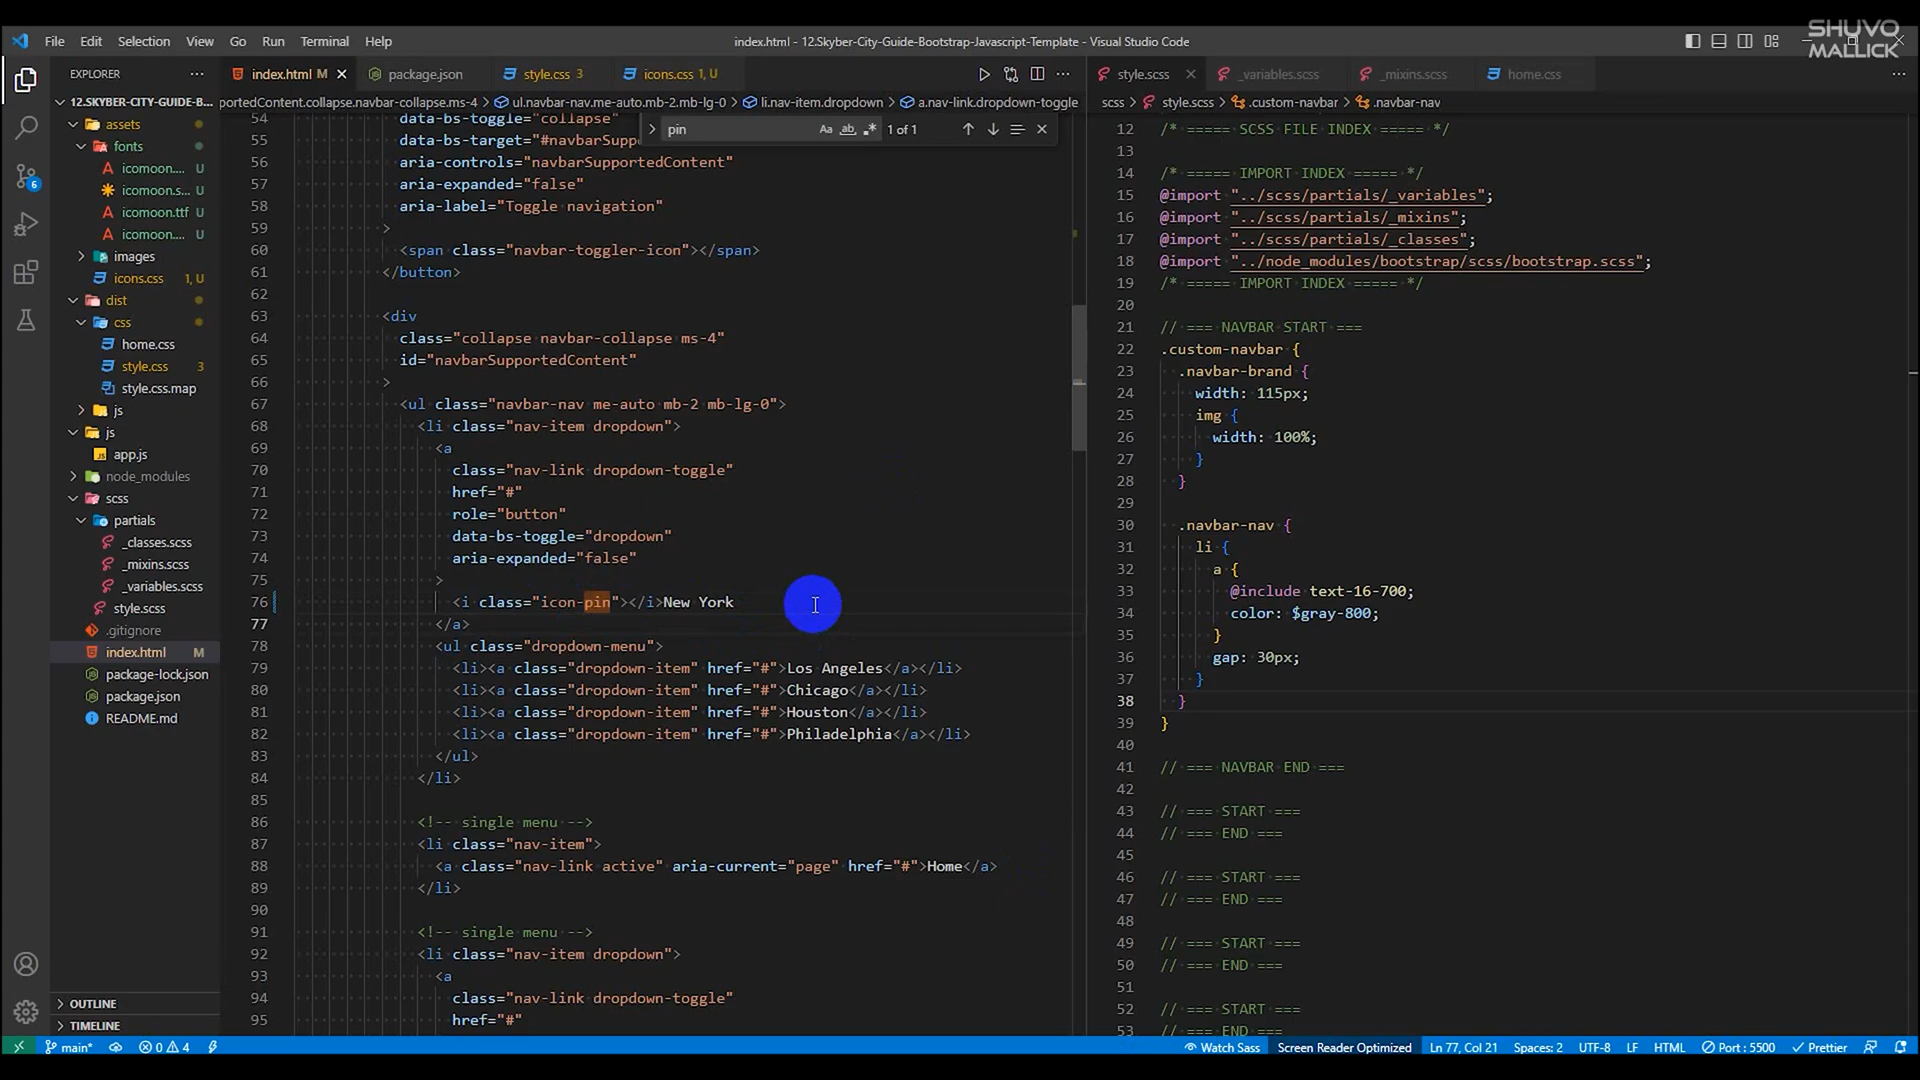 SHUVO
MALLICK
File Edit Selection View Go Run Terminal Help
index.html - 12.Skyber-City-Guide-Bootstrap-Javascript-Template - Visual Studio Code
EXPLORER
12.SKYBER-CITY-GUIDE-B...
assets
fonts
icomoon.... U
icomoon.s... U
icomoon.ttf U
icomoon.... U
images
icons.css 1, U
dist
css
home.css
style.css 3
style.css.map
js
js
app.js
node_modules
scss
partials
_classes.scss
_mixins.scss
_variables.scss
style.scss
.gitignore
index.html M
package-lock.json
package.json
README.md
OUTLINE
TIMELINE
6
index.html M package.json style.css 3 icons.css 1, U
portedContent.collapse.navbar-collapse.ms-4 > ul.navbar-nav.me-auto.mb-2.mb-lg-0 > li.nav-item.dropdown > a.nav-link.dropdown-toggle
pin Aa ab 1 of 1
54 data-bs-toggle="collapse"
55 data-bs-target="#navbarSuppo
56 aria-controls="navbarSupportedContent"
57 aria-expanded="false"
58 aria-label="Toggle navigation"
59 >
60 <span class="navbar-toggler-icon"></span>
61 </button>
62
63 <div
64 class="collapse navbar-collapse ms-4"
65 id="navbarSupportedContent"
66 >
67 <ul class="navbar-nav me-auto mb-2 mb-lg-0">
68 <li class="nav-item dropdown">
69 <a
70 class="nav-link dropdown-toggle"
71 href="#"
72 role="button"
73 data-bs-toggle="dropdown"
74 aria-expanded="false"
75 >
76 <i class="icon-pin"></i>New York
77 </a>
78 <ul class="dropdown-menu">
79 <li><a class="dropdown-item" href="#">Los Angeles</a></li>
80 <li><a class="dropdown-item" href="#">Chicago</a></li>
81 <li><a class="dropdown-item" href="#">Houston</a></li>
82 <li><a class="dropdown-item" href="#">Philadelphia</a></li>
83 </ul>
84 </li>
85
86 <!-- single menu -->
87 <li class="nav-item">
88 <a class="nav-link active" aria-current="page" href="#">Home</a>
89 </li>
90
91 <!-- single menu -->
92 <li class="nav-item dropdown">
93 <a
94 class="nav-link dropdown-toggle"
95 href="#"
style.scss _variables.scss _mixins.scss home.css
scss > style.scss > .custom-navbar > .navbar-nav
12 /* ===== SCSS FILE INDEX ===== */
13
14 /* ===== IMPORT INDEX ===== */
15 @import "../scss/partials/_variables";
16 @import "../scss/partials/_mixins";
17 @import "../scss/partials/_classes";
18 @import "../node_modules/bootstrap/scss/bootstrap.scss";
19 /* ===== IMPORT INDEX ===== */
20
21 // === NAVBAR START ===
22 .custom-navbar {
23 .navbar-brand {
24 width: 115px;
25 img {
26 width: 100%;
27 }
28 }
29
30 .navbar-nav {
31 li {
32 a {
33 @include text-16-700;
34 color: $gray-800;
35 }
36 gap: 30px;
37 }
38 }
39 }
40
41 // === NAVBAR END ===
42
43 // === START ===
44 // === END ===
45
46 // === START ===
47 // === END ===
48
49 // === START ===
50 // === END ===
51
52 // === START ===
53 // === END ===
main* 0 4 Watch Sass Screen Reader Optimized Ln 77, Col 21 Spaces: 2 UTF-8 LF HTML Port : 5500 Prettier